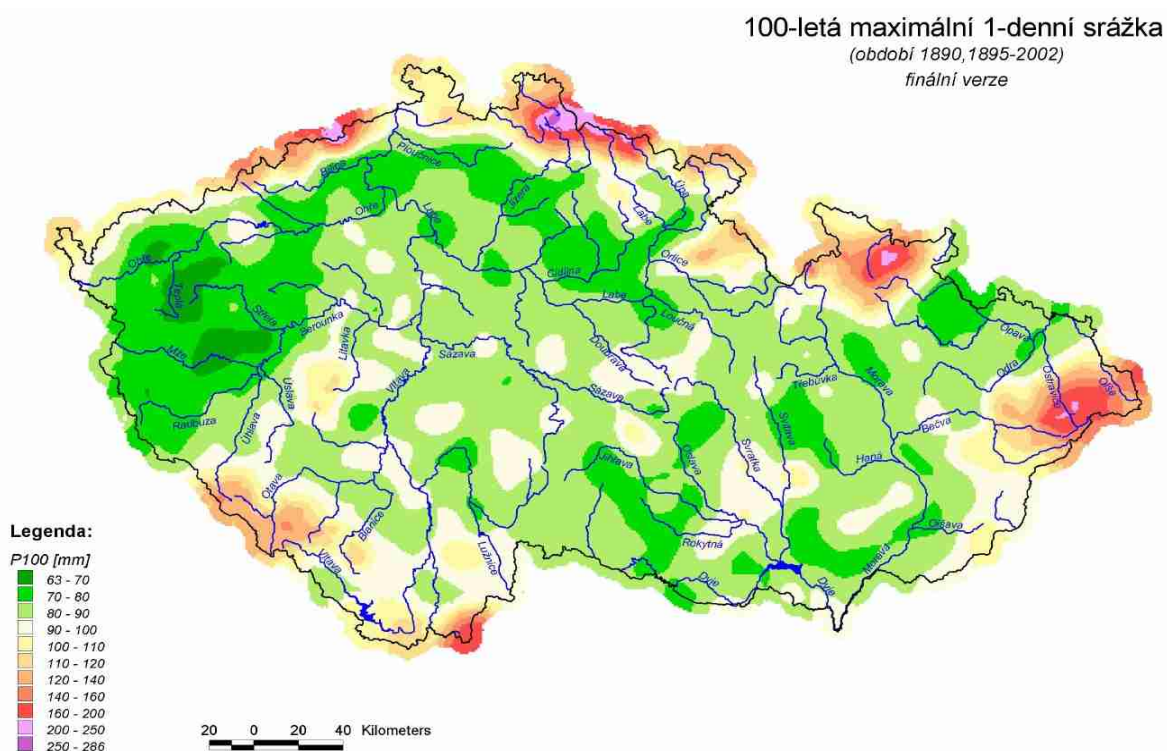 100-letá maximální 1-denní srážka
(období 1890,1895-2002)
finální verze
Ploučnice
Bílina
Jizera
Úpa
Labe
Ohře
Labe
Orlice
Ohře
Cidlina
Teplá
Labe
Střela
Loučná
Berounka
Litavka
Doubrava
Opava
Sázava
Mže
Vltava
Morava
Odra
Třebůvka
Ostravice
Olše
Úslava
Sázava
Radbuza
Úhlava
Svitava
Bečva
Svratka
Oslava
Jihlava
Haná
Otava
Blanice
Olšava
Rokytná
Lužnice
Vltava
Morava
Dyje
Dyje
Legenda:
P100 [mm]
63 - 70
70 - 80
80 - 90
90 - 100
100 - 110
110 - 120
120 - 140
140 - 160
160 - 200
200 - 250
250 - 286
20 0 20 40 Kilometers